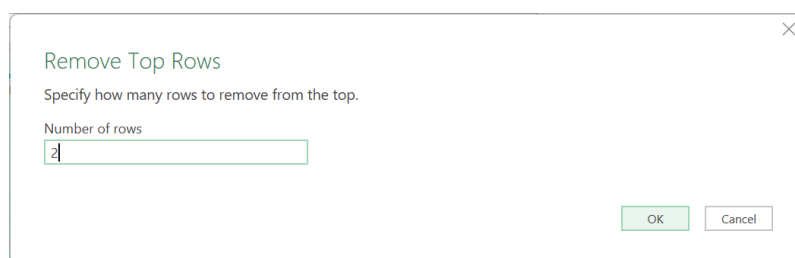 Remove Top Rows
Specify how many rows to remove from the top.
Number of rows
2
OK Cancel